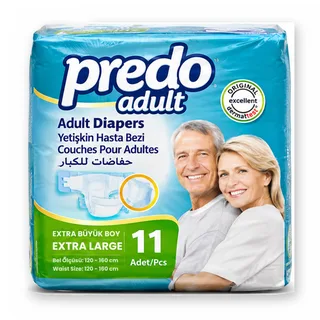 predo
adult
Adult Diapers
Yetişkin Hasta Bezi
Couches Pour Adultes
حفاضات للكبار
ORIGINAL
excellent
dermatest
EXTRA BÜYÜK BOY
EXTRA LARGE
Bel Ölçüsü: 120 - 160 cm
Waist Size: 120 - 160 cm
11
Adet/Pcs